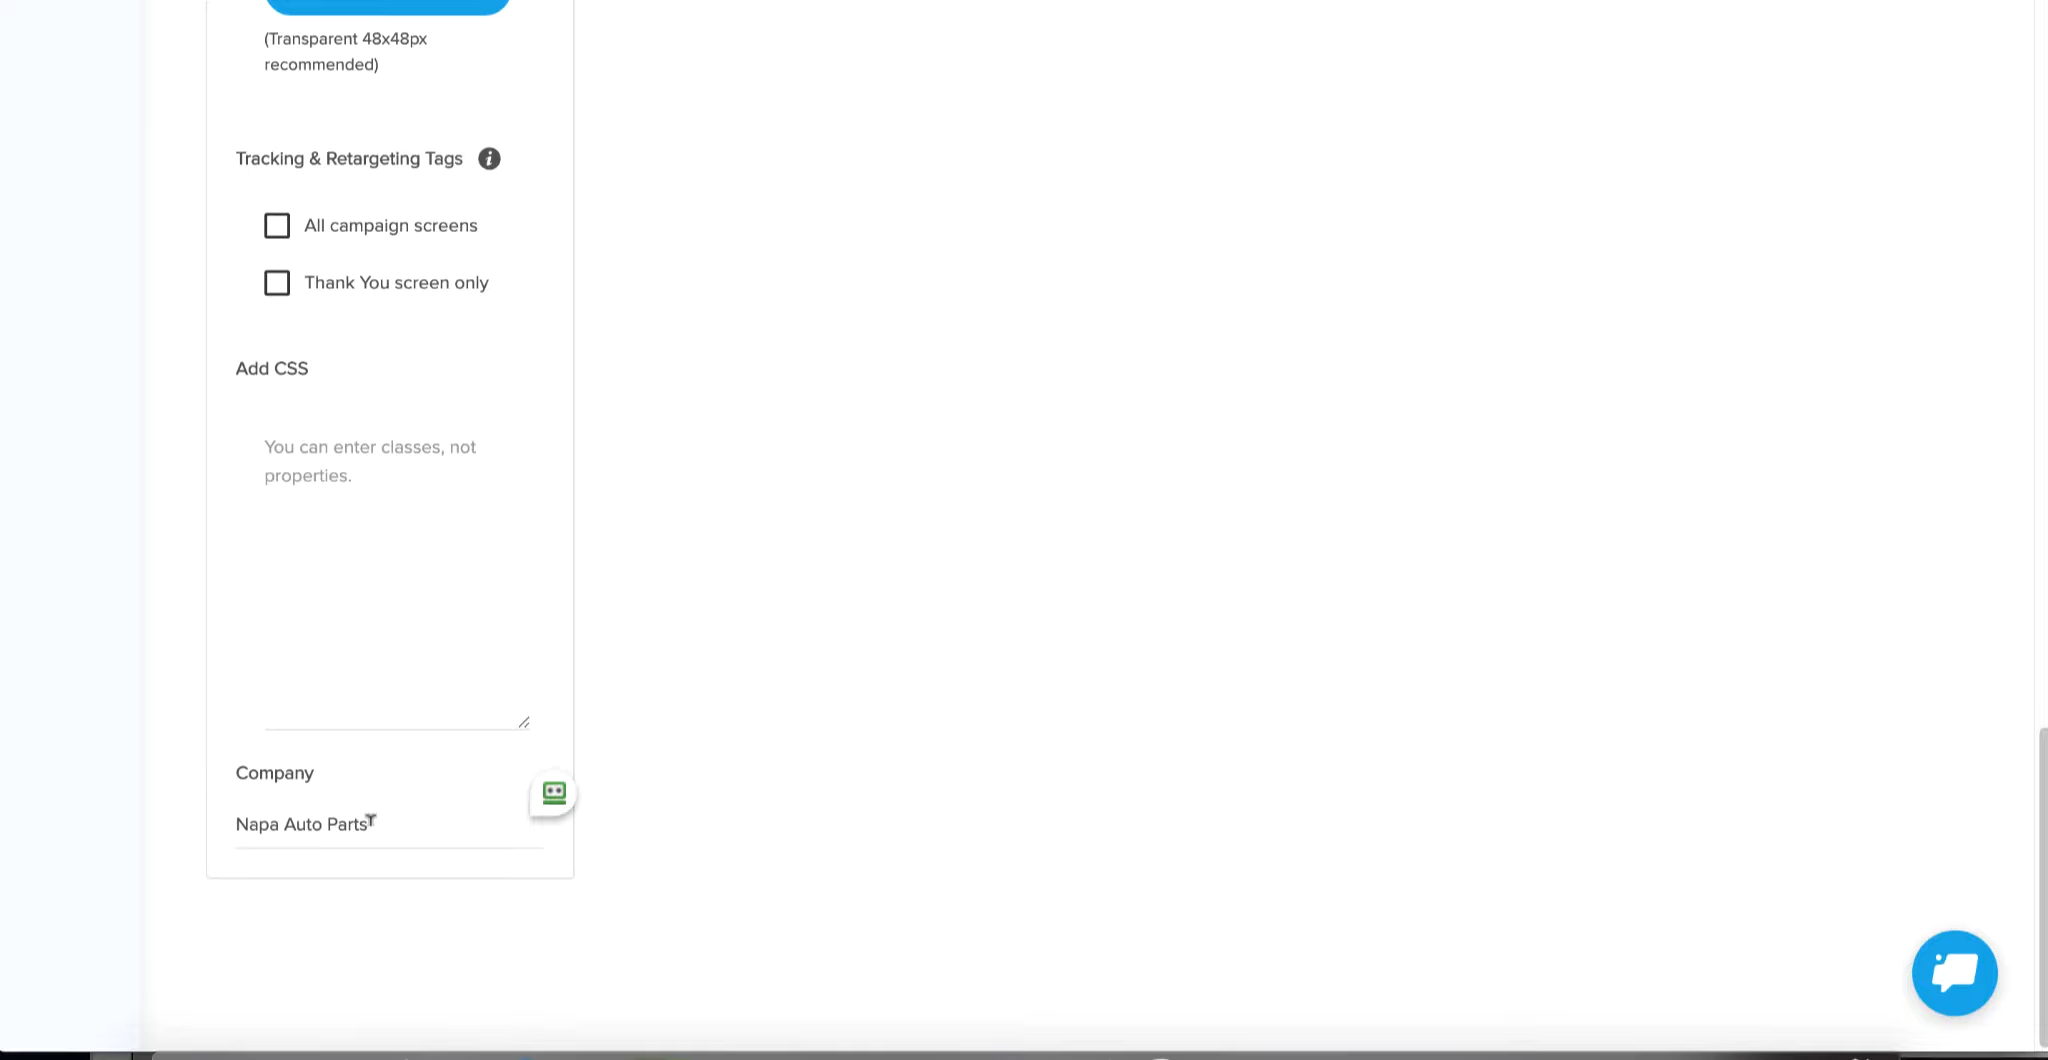 (Transparent 48x48px
recommended)
Tracking & Retargeting Tags
All campaign screens
Thank You screen only
Add CSS
You can enter classes, not
properties.
Company
Napa Auto Parts